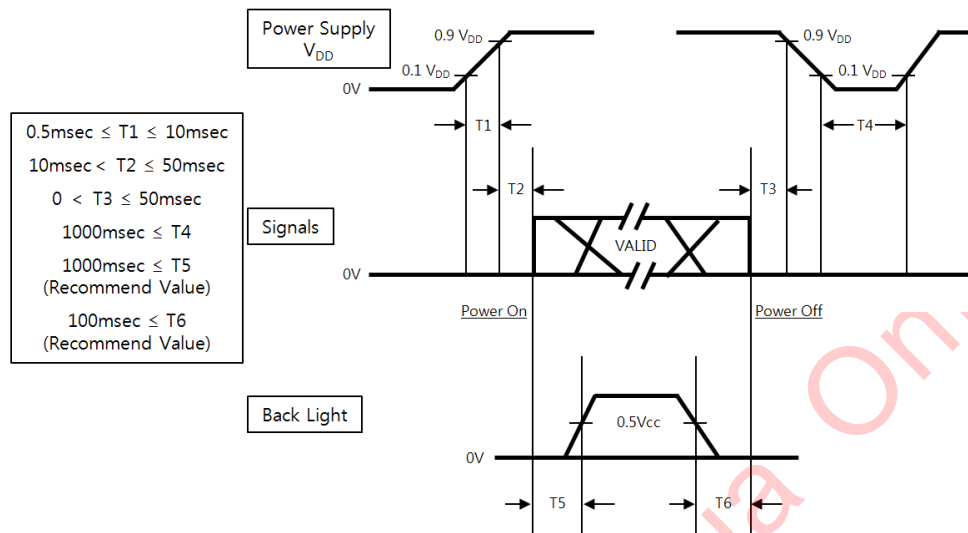 Power Supply
VDD
0.9 VDD
0.1 VDD
0V
0.9 VDD
0.1 VDD
T1
T4
0.5msec ≤ T1 ≤ 10msec
10msec < T2 ≤ 50msec
0 < T3 ≤ 50msec
1000msec ≤ T4
1000msec ≤ T5
(Recommend Value)
100msec ≤ T6
(Recommend Value)
T2
T3
Signals
VALID
0V
Power On
Power Off
Back Light
0.5Vcc
0V
T5
T6